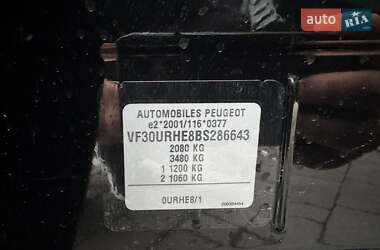 auto RIA
AUTOMOBILES PEUGEOT
e2*2001/116*0377
VF30URHE8BS286643
2080 KG
3480 KG
1 1200 KG
2 1060 KG
0URHE8/1